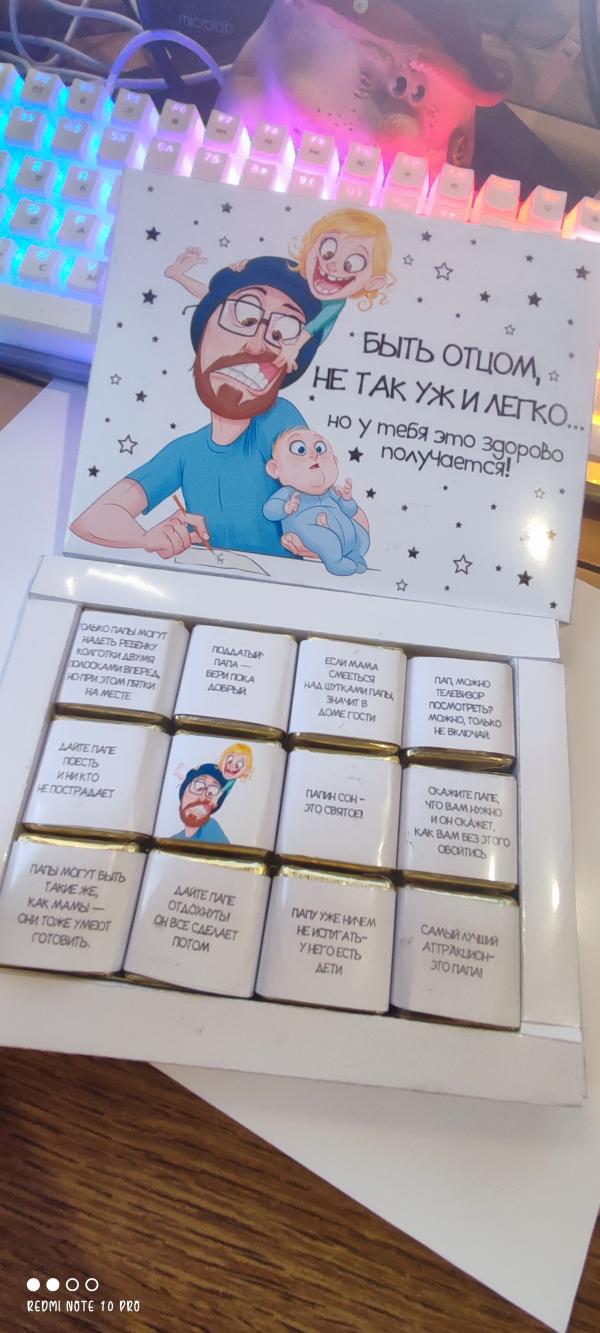 microlab
БЫТЬ ОТЦОМ,
НЕ ТАК УЖ И ЛЕГКО...
но у тебя это здорово
получается!
ТОЛЬКО ПАПЫ МОГУТ
НАДЕТЬ РЕБЕНКУ
КОЛГОТКИ ДВУМЯ
ПОЛОСКАМИ ВПЕРЕД,
НО ПРИ ЭТОМ ПЯТКИ
НА МЕСТЕ
ПОДДАТЫЙ
ПАПА —
БЕРИ ПОКА
ДОБРЫЙ.
ЕСЛИ МАМА
СМЕЕТЬСЯ
НАД ШУТКАМИ ПАПЫ,
ЗНАЧИТ В
ДОМЕ ГОСТИ
ПАП, МОЖНО
ТЕЛЕВИЗОР
ПОСМОТРЕТЬ?
МОЖНО, ТОЛЬКО
НЕ ВКЛЮЧАЙ.
ДАЙТЕ ПАПЕ
ПОЕСТЬ
И НИ КТО
НЕ ПОСТРАДАЕТ
ПАПИН СОН –
ЭТО СВЯТОЕ!
СКАЖИТЕ ПАПЕ,
ЧТО ВАМ НУЖНО
И ОН СКАЖЕТ,
КАК ВАМ БЕЗ ЭТОГО
ОБОЙТИСЬ
ПАПЫ МОГУТ БЫТЬ
ТАКИЕ ЖЕ,
КАК МАМЫ —
ОНИ ТОЖЕ УМЕЮТ
ГОТОВИТЬ.
ДАЙТЕ ПАПЕ
ОТДОХНУТЬ!
ОН ВСЕ СДЕЛАЕТ
ПОТОМ
ПАПУ УЖЕ НИЧЕМ
НЕ ИСПУГАТЬ–
У НЕГО ЕСТЬ
ДЕТИ
САМЫЙ ЛУЧШИЙ
АТТРАКЦИОН–
ЭТО ПАПА!
REDMI NOTE 10 PRO